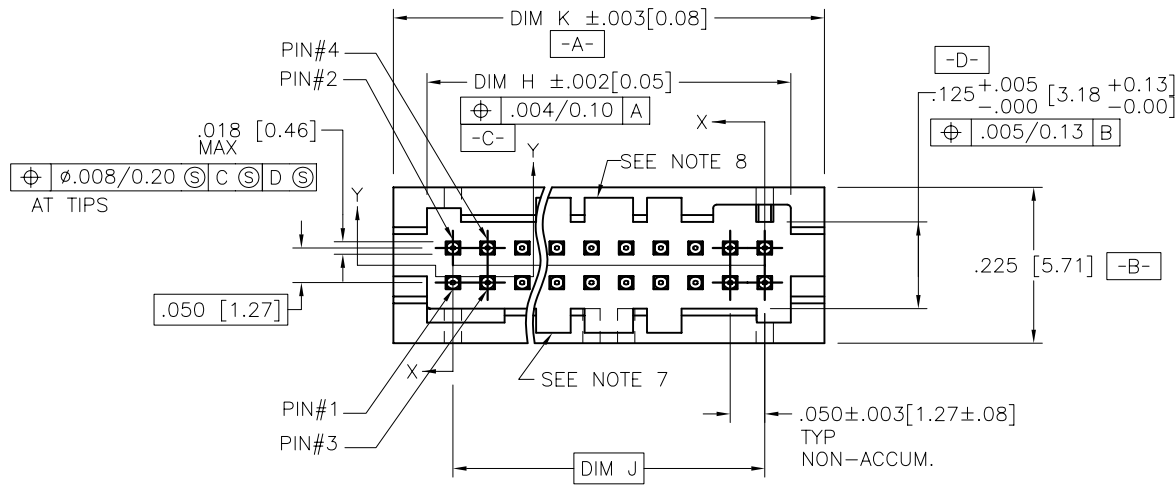 DIM K ±.003[0.08]
-A-
PIN#4
PIN#2
DIM H ±.002[0.05]
⌖ .004/0.10 A
-C-
-D-
.125 +.005 -.000 [3.18 +0.13 -0.00]
⌖ .005/0.13 B
X
.018 [0.46]
MAX
Y
SEE NOTE 8
⌖ ø.008/0.20 Ⓢ C Ⓢ D Ⓢ
AT TIPS
Y
.225 [5.71]
-B-
.050 [1.27]
X
SEE NOTE 7
PIN#1
PIN#3
.050±.003[1.27±.08]
TYP
NON-ACCUM.
DIM J